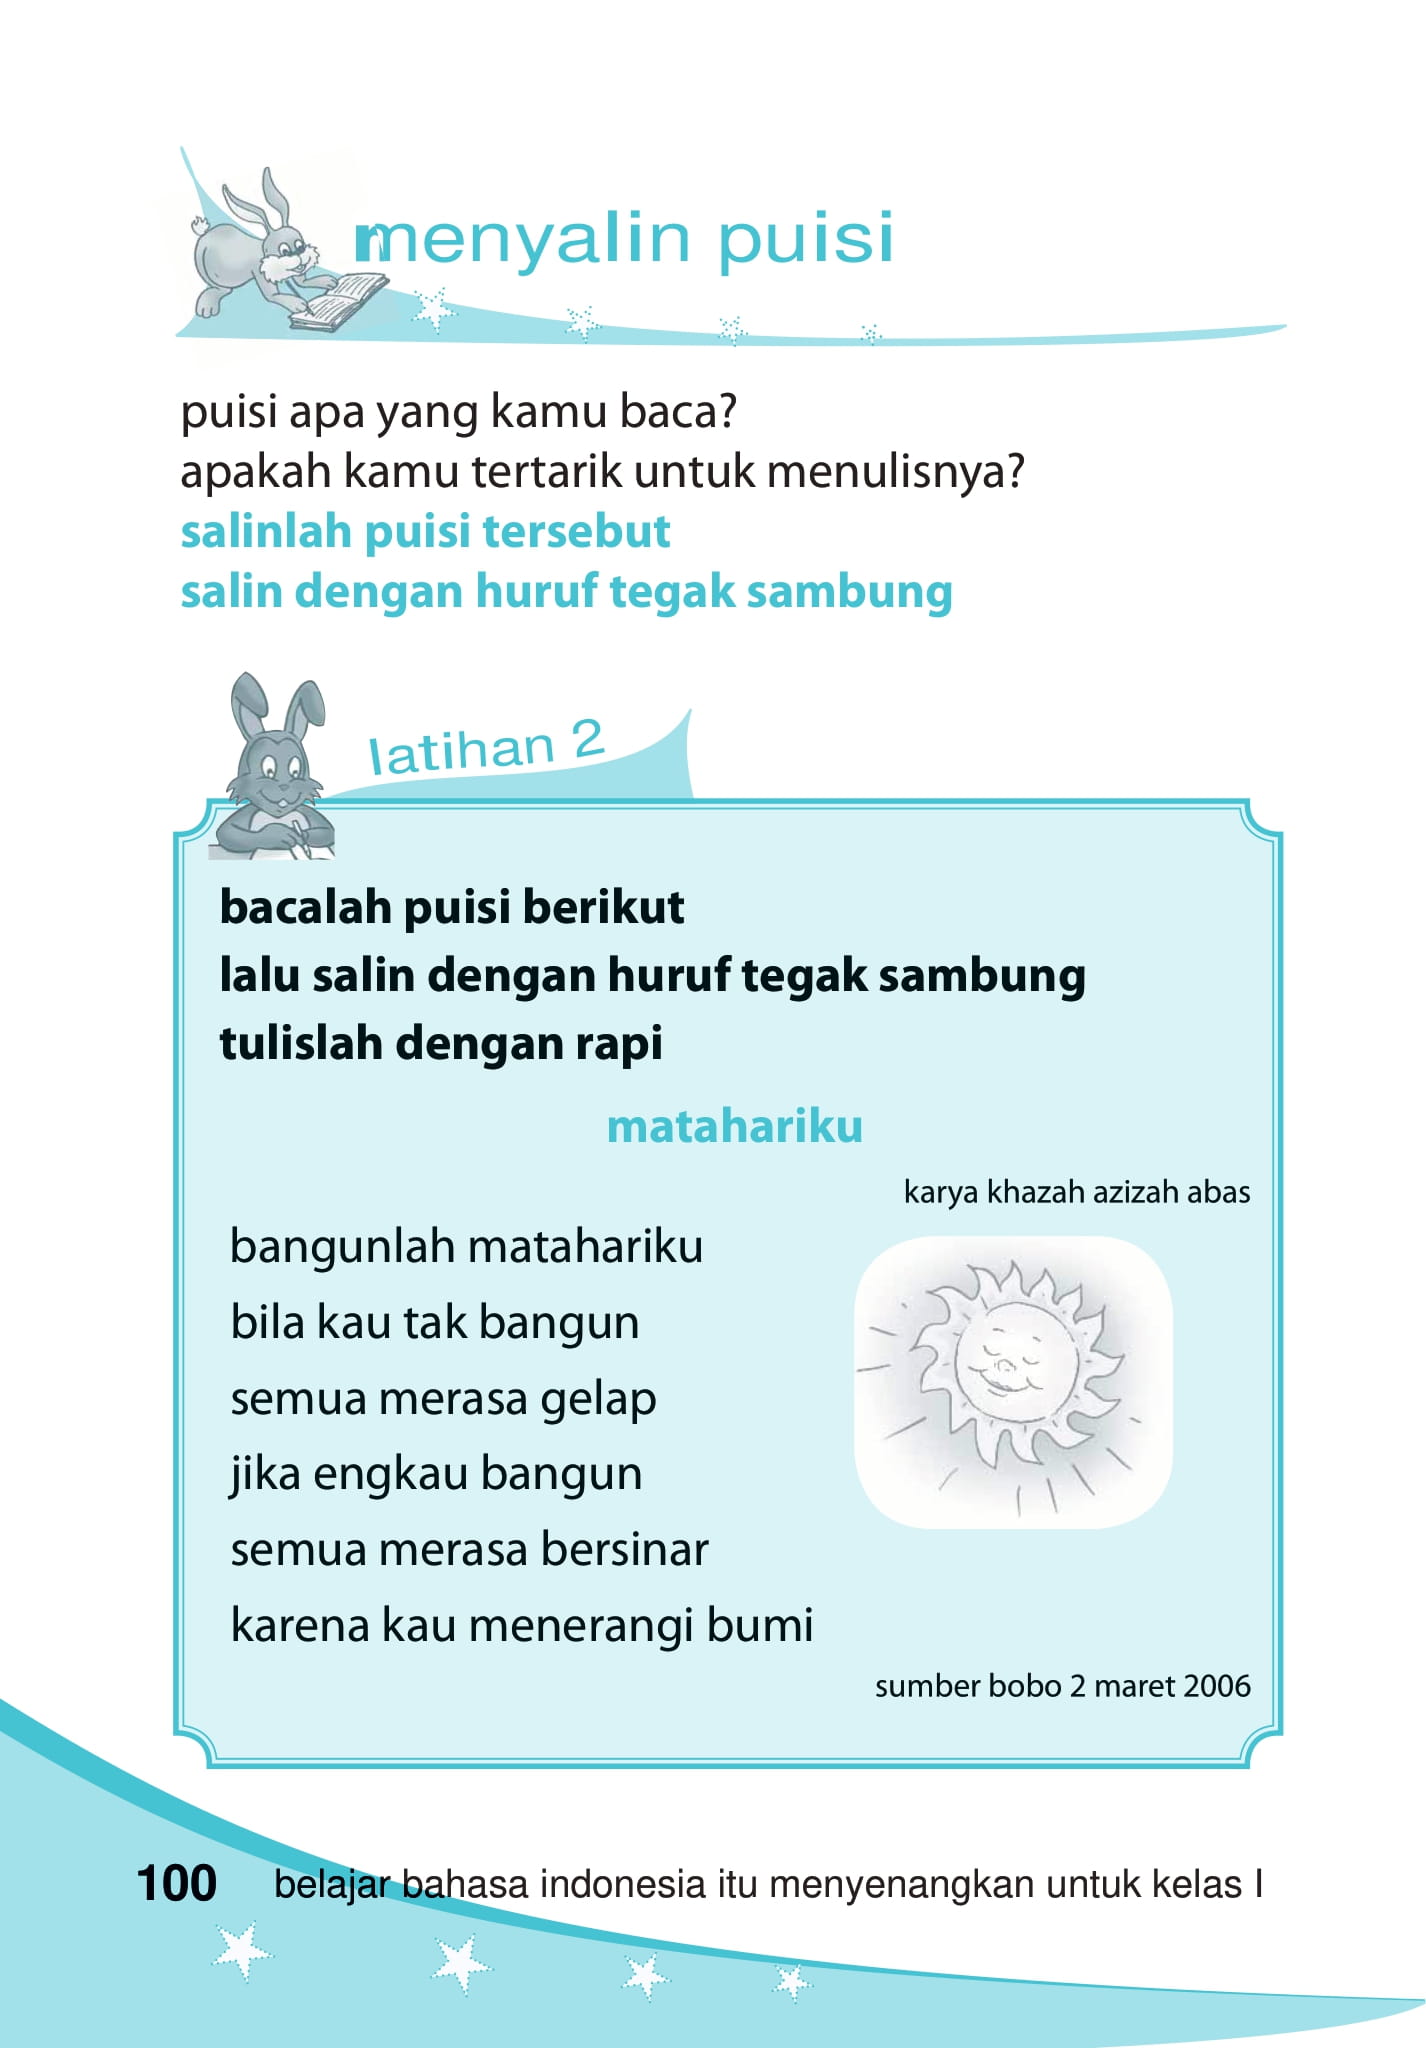 menyalin puisi
puisi apa yang kamu baca?
apakah kamu tertarik untuk menulisnya?
salinlah puisi tersebut
salin dengan huruf tegak sambung
latihan 2
bacalah puisi berikut
lalu salin dengan huruf tegak sambung
tulislah dengan rapi
matahariku
karya khazah azizah abas
bangunlah matahariku
bila kau tak bangun
semua merasa gelap
jika engkau bangun
semua merasa bersinar
karena kau menerangi bumi
sumber bobo 2 maret 2006
100 belajar bahasa indonesia itu menyenangkan untuk kelas I